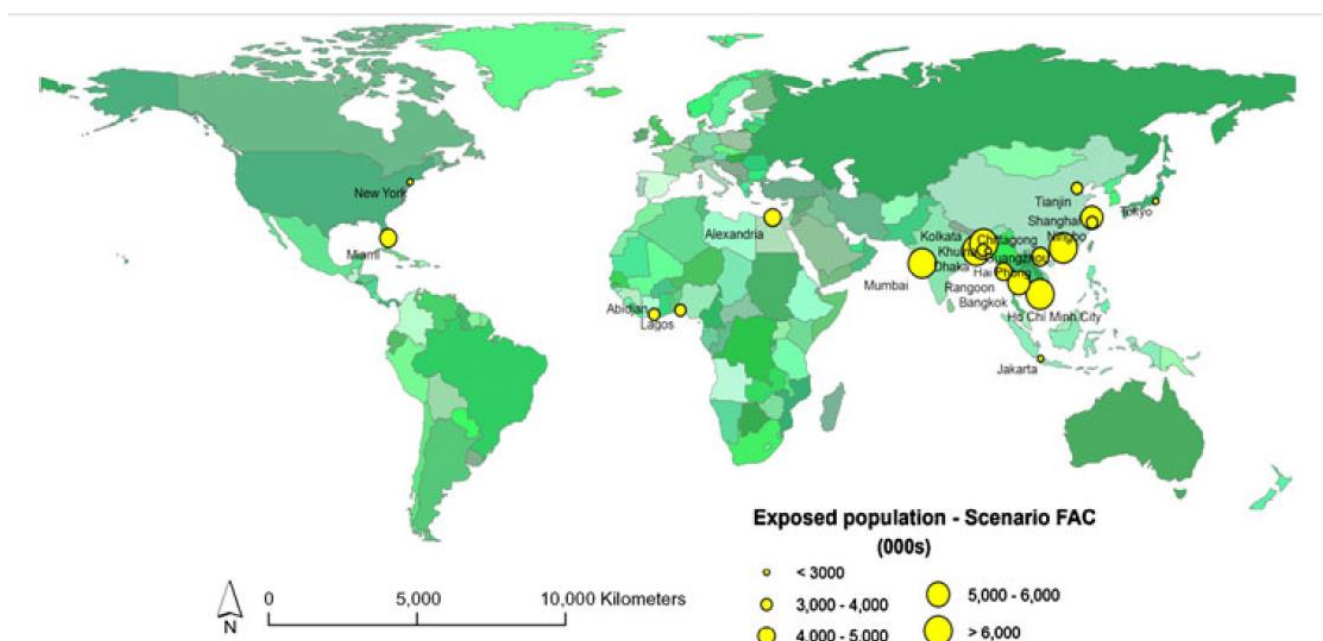 New York
Miami
Alexandria
Abidjan
Lagos
Mumbai
Kolkata
Chittagong
Khulna
Dhaka
Guangzhou
Hai Phong
Rangoon
Bangkok
Ho Chi Minh City
Jakarta
Tianjin
Shanghai
Tokyo
Ningbo
Exposed population - Scenario FAC
(000s)
< 3000
3,000 - 4,000
4,000 - 5,000
5,000 - 6,000
> 6,000
0 5,000 10,000 Kilometers
N